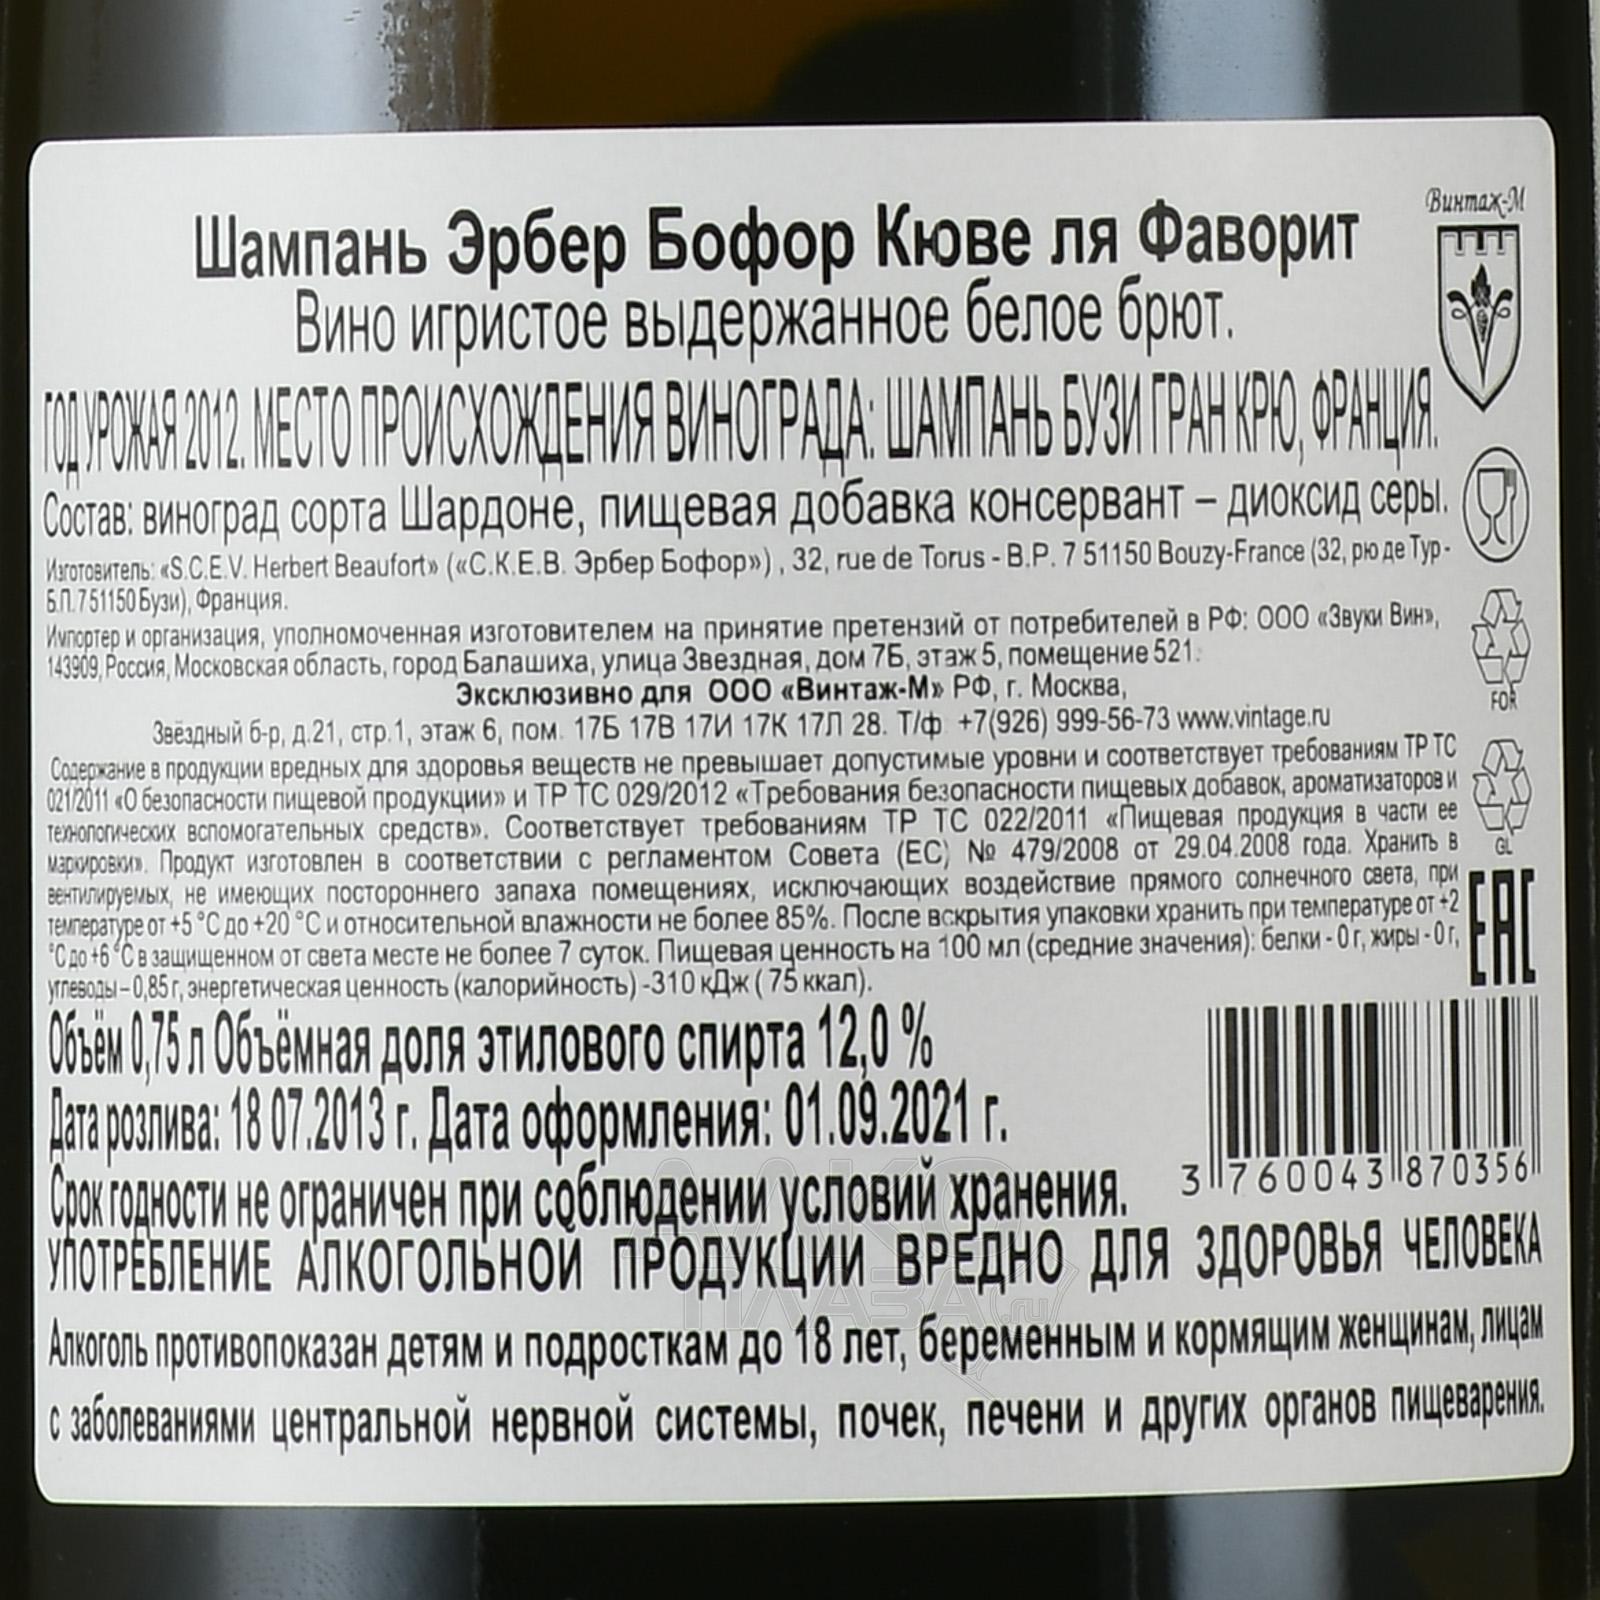 Винтаж-М
Шампань Эрбер Бофор Кюве ля Фаворит
Вино игристое выдержанное белое брют.
ГОД УРОЖАЯ 2012. МЕСТО ПРОИСХОЖДЕНИЯ ВИНОГРАДА: ШАМПАНЬ БУЗИ ГРАН КРЮ, ФРАНЦИЯ.
Состав: виноград сорта Шардоне, пищевая добавка консервант – диоксид серы.
Изготовитель: «S.C.E.V. Herbert Beaufort» («С.К.Е.В. Эрбер Бофор») , 32, rue de Torus - B.P. 7 51150 Bouzy-France (32, рю де Тур -
Б.П. 7 51150 Бузи), Франция.
Импортер и организация, уполномоченная изготовителем на принятие претензий от потребителей в РФ: ООО «Звуки Вин»,
143909, Россия, Московская область, город Балашиха, улица Звездная, дом 7Б, этаж 5, помещение 521.
Эксклюзивно для ООО «Винтаж-М» РФ, г. Москва,
Звёздный б-р, д.21, стр.1, этаж 6, пом. 17Б 17В 17И 17К 17Л 28. Т/ф +7(926) 999-56-73 www.vintage.ru
Содержание в продукции вредных для здоровья веществ не превышает допустимые уровни и соответствует требованиям ТР ТС
021/2011 «О безопасности пищевой продукции» и ТР ТС 029/2012 «Требования безопасности пищевых добавок, ароматизаторов и
технологических вспомогательных средств». Соответствует требованиям ТР ТС 022/2011 «Пищевая продукция в части ее
маркировки». Продукт изготовлен в соответствии с регламентом Совета (ЕС) № 479/2008 от 29.04.2008 года. Хранить в
вентилируемых, не имеющих постороннего запаха помещениях, исключающих воздействие прямого солнечного света, при
температуре от +5 °С до +20 °С и относительной влажности не более 85%. После вскрытия упаковки хранить при температуре от +2
°С до +6 °С в защищенном от света месте не более 7 суток. Пищевая ценность на 100 мл (средние значения): белки - 0 г, жиры - 0 г,
углеводы – 0,85 г, энергетическая ценность (калорийность) -310 кДж ( 75 ккал).
FOR
GL
EAC
Объём 0,75 л Объёмная доля этилового спирта 12,0 %
Дата розлива: 18 07.2013 г. Дата оформления: 01.09.2021 г.
Срок годности не ограничен при соблюдении условий хранения.
3 760043 870356
УПОТРЕБЛЕНИЕ АЛКОГОЛЬНОЙ ПРОДУКЦИИ ВРЕДНО ДЛЯ ЗДОРОВЬЯ ЧЕЛОВЕКА
Алкоголь противопоказан детям и подросткам до 18 лет, беременным и кормящим женщинам, лицам
с заболеваниями центральной нервной системы, почек, печени и других органов пищеварения.
АЛКО
ПЛАЗА.ru